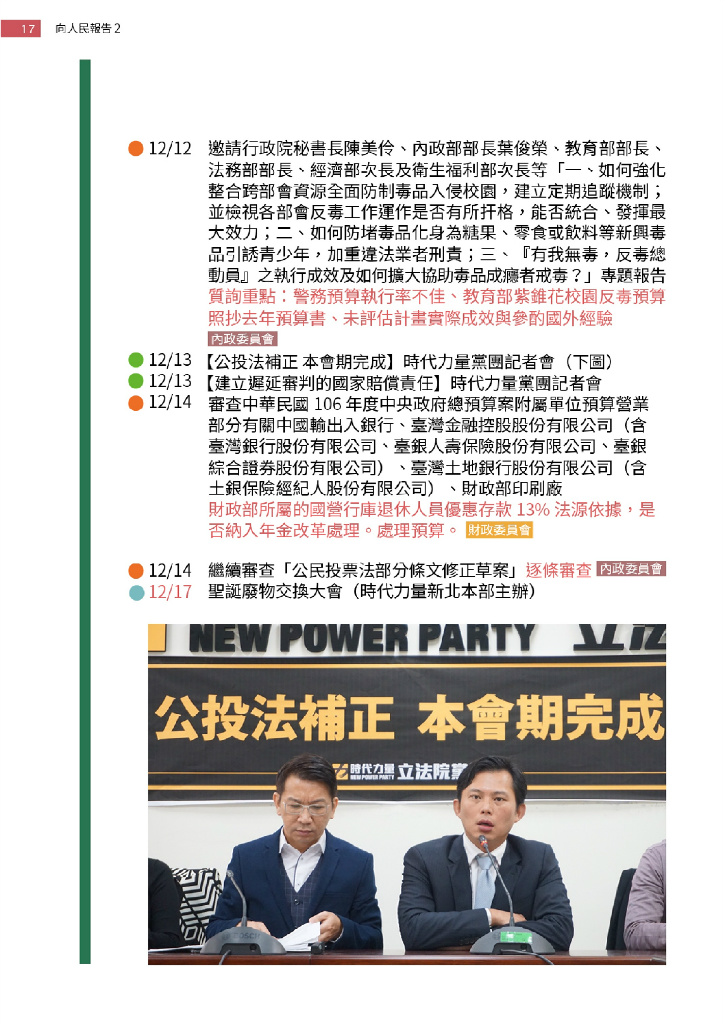 17 向人民報告2
12/12 邀請行政院秘書長陳美伶、內政部部長葉俊榮、教育部部長、
法務部部長、經濟部次長及衛生福利部次長等「一、如何強化
整合跨部會資源全面防制毒品入侵校園，建立定期追蹤機制；
並檢視各部會反毒工作運作是否有所扞格，能否統合、發揮最
大效力；二、如何防堵毒品化身為糖果、零食或飲料等新興毒
品引誘青少年，加重違法業者刑責；三、『有我無毒，反毒總
動員』之執行成效及如何擴大協助毒品成癮者戒毒？」專題報告
質詢重點：警務預算執行率不佳、教育部紫錐花校園反毒預算
照抄去年預算書、未評估計畫實際成效與參酌國外經驗
內政委員會
12/13 【公投法補正 本會期完成】時代力量黨團記者會（下圖）
12/13 【建立遲延審判的國家賠償責任】時代力量黨團記者會
12/14 審查中華民國 106 年度中央政府總預算案附屬單位預算營業
部分有關中國輸出入銀行、臺灣金融控股股份有限公司（含
臺灣銀行股份有限公司、臺銀人壽保險股份有限公司、臺銀
綜合證券股份有限公司）、臺灣土地銀行股份有限公司（含
土銀保險經紀人股份有限公司）、財政部印刷廠
財政部所屬的國營行庫退休人員優惠存款 13% 法源依據，是
否納入年金改革處理。處理預算。 財政委員會
12/14 繼續審查「公民投票法部分條文修正草案」逐條審查 內政委員會
12/17 聖誕廢物交換大會（時代力量新北本部主辦）
NEW POWER PARTY 立法
公投法補正 本會期完成
時代力量 立法院黨
NEW POWER PARTY